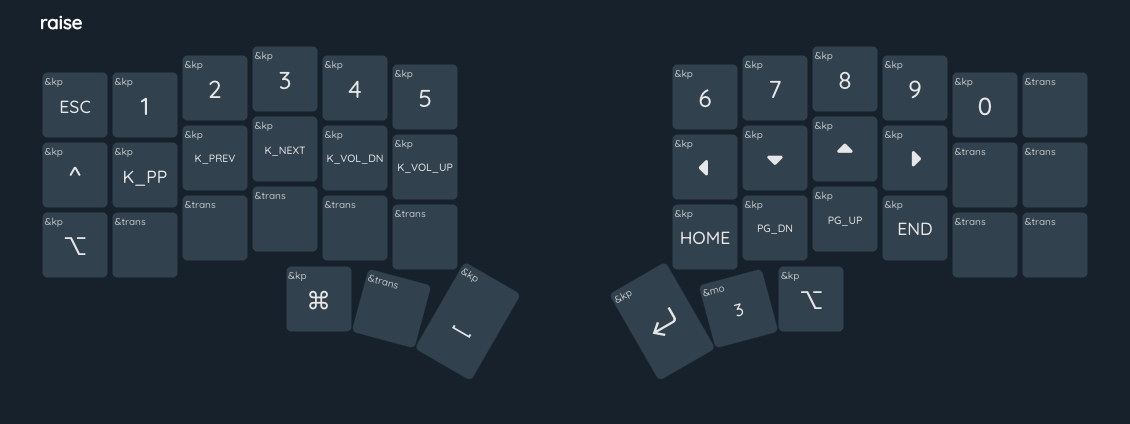 raise
&kp ESC &kp 1 &kp 2 &kp 3 &kp 4 &kp 5 &kp 6 &kp 7 &kp 8 &kp 9 &kp 0 &trans
&kp ^ &kp K_PP &kp K_PREV &kp K_NEXT &kp K_VOL_DN &kp K_VOL_UP &kp ◀ &kp ▼ &kp ▲ &kp ▶ &trans &trans
&kp ⌥ &trans &trans &trans &trans &trans &kp HOME &kp PG_DN &kp PG_UP &kp END &trans &trans
&kp ⌘ &trans &kp ⎵ &kp ↵ &mo 3 &kp ⌥